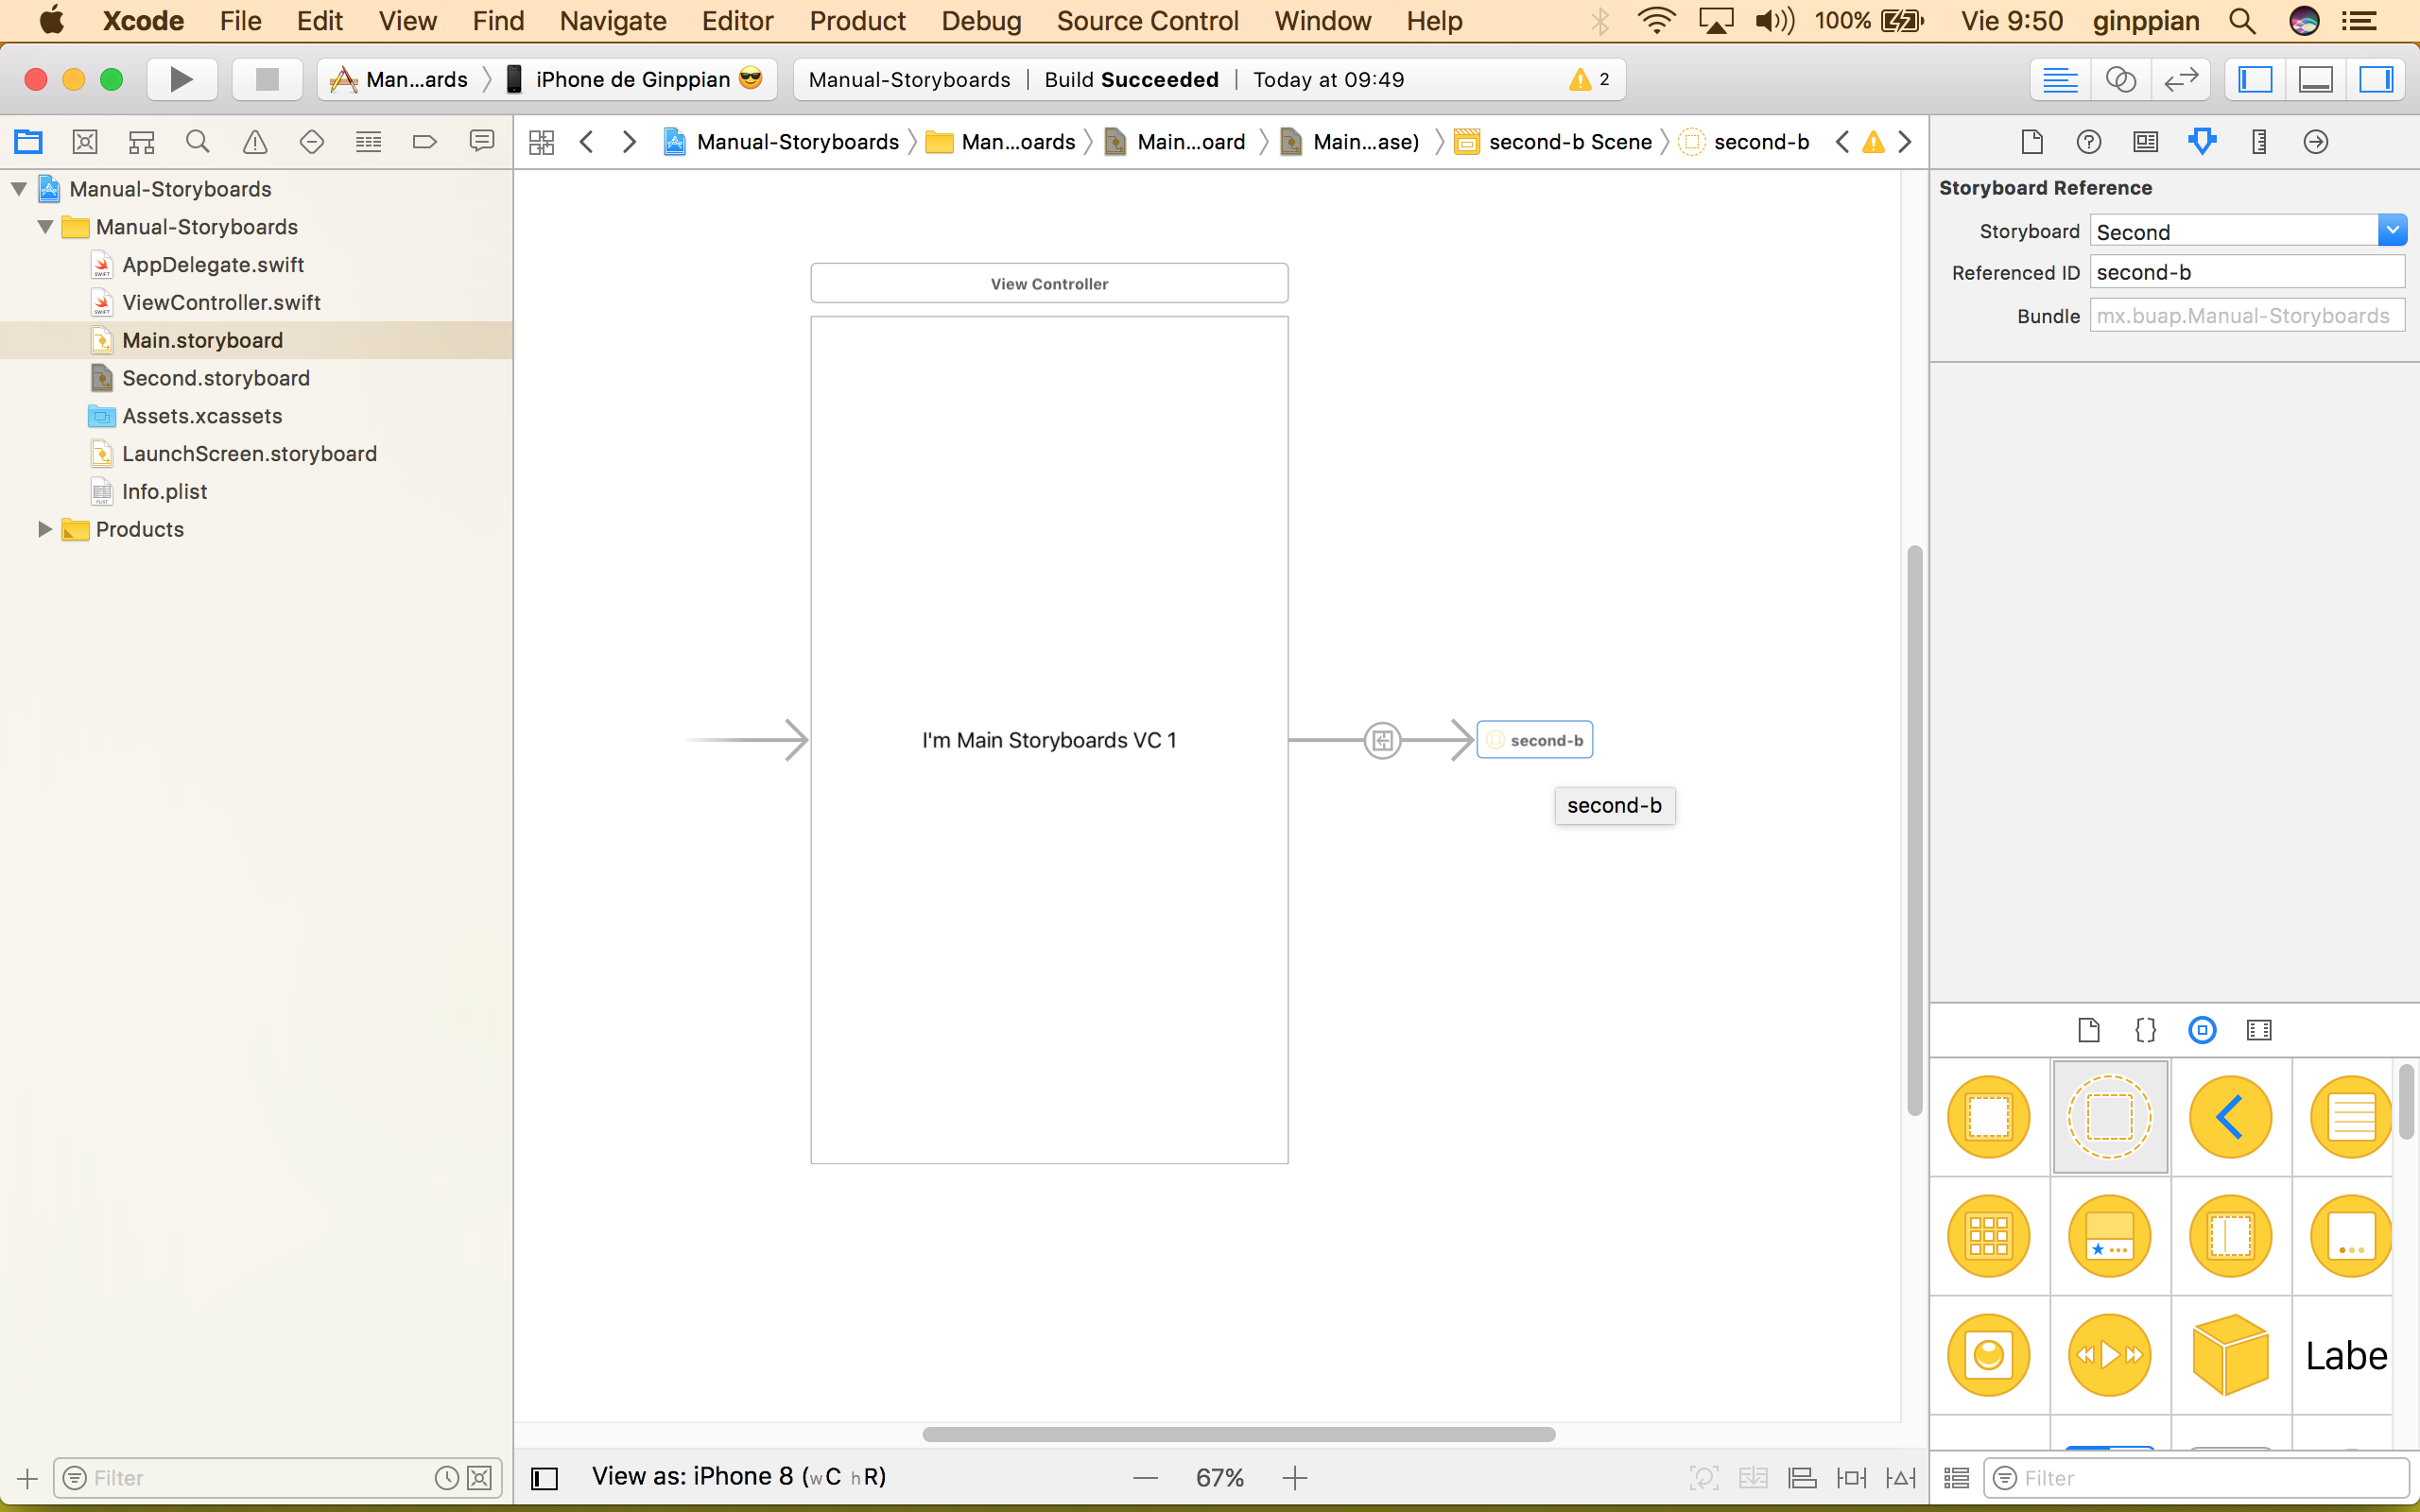 Xcode File Edit View Find Navigate Editor Product Debug Source Control Window Help 100% Vie 9:50 ginppian
Man...ards iPhone de Ginppian 😎 Manual-Storyboards | Build Succeeded | Today at 09:49 2
Manual-Storyboards Man...oards Main...oard Main...ase) second-b Scene second-b
Manual-Storyboards
Manual-Storyboards
AppDelegate.swift
ViewController.swift
Main.storyboard
Second.storyboard
Assets.xcassets
LaunchScreen.storyboard
Info.plist
Products
View Controller
I'm Main Storyboards VC 1
second-b
second-b
Storyboard Reference
Storyboard Second
Referenced ID second-b
Bundle mx.buap.Manual-Storyboards
{}
Labe
Filter
View as: iPhone 8 (wC hR)
67%
Filter